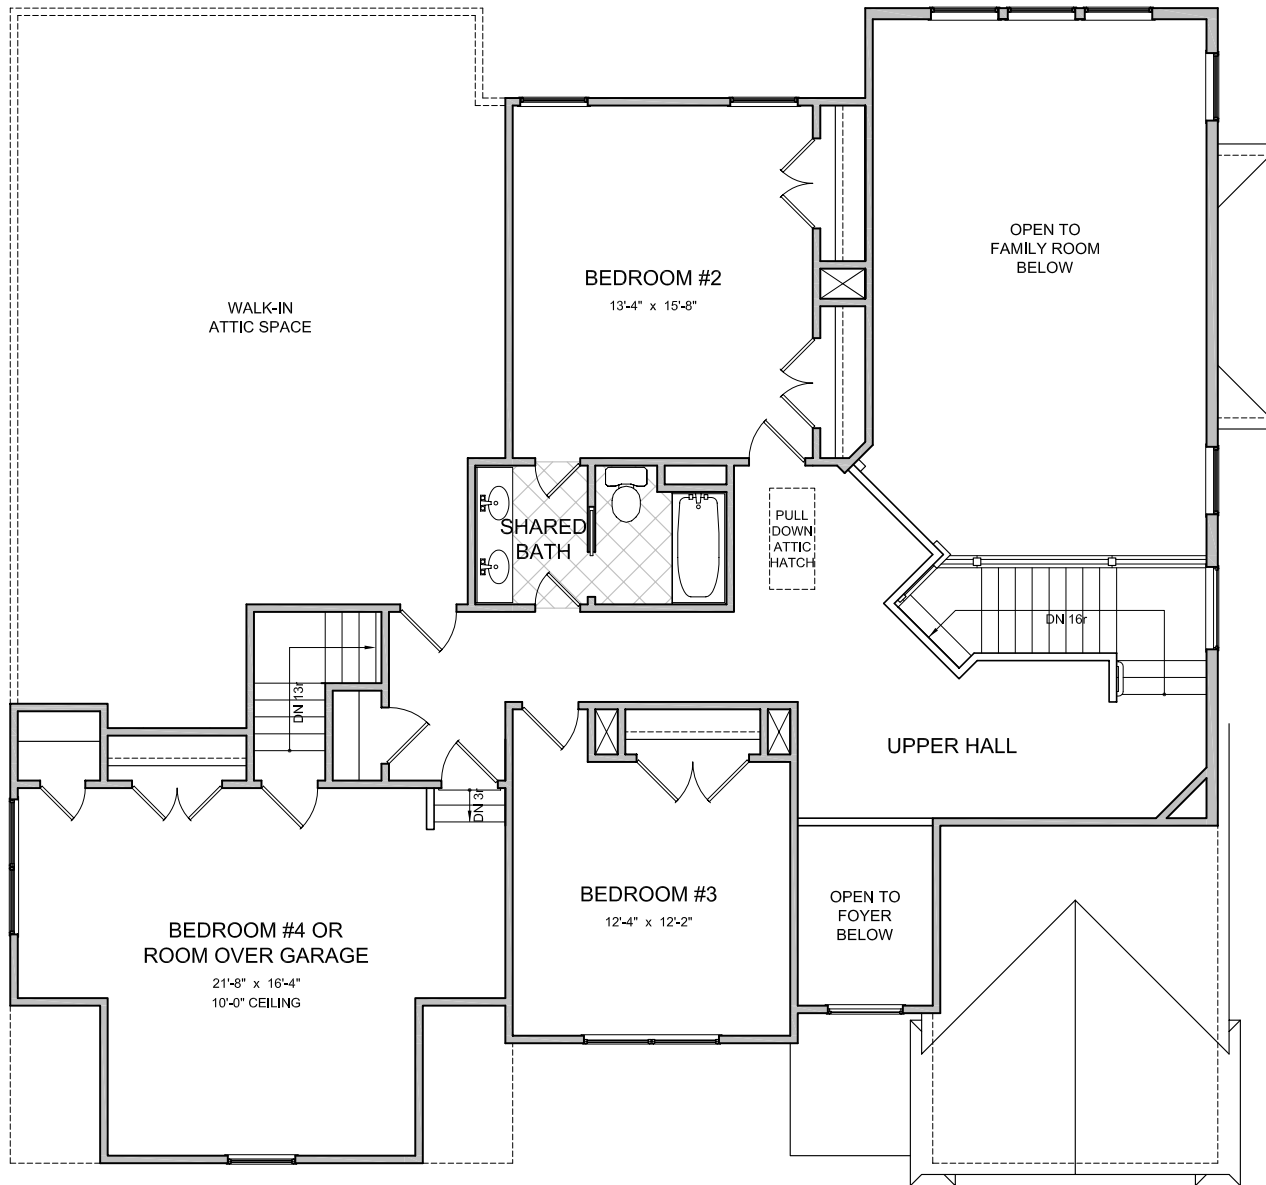 OPEN TO
FAMILY ROOM
BELOW
BEDROOM #2
13'-4" x 15'-8"
WALK-IN
ATTIC SPACE
SHARED
BATH
PULL
DOWN
ATTIC
HATCH
DN 16r
DN 13r
UPPER HALL
DN 3r
BEDROOM #3
12'-4" x 12'-2"
OPEN TO
FOYER
BELOW
BEDROOM #4 OR
ROOM OVER GARAGE
21'-8" x 16'-4"
10'-0" CEILING